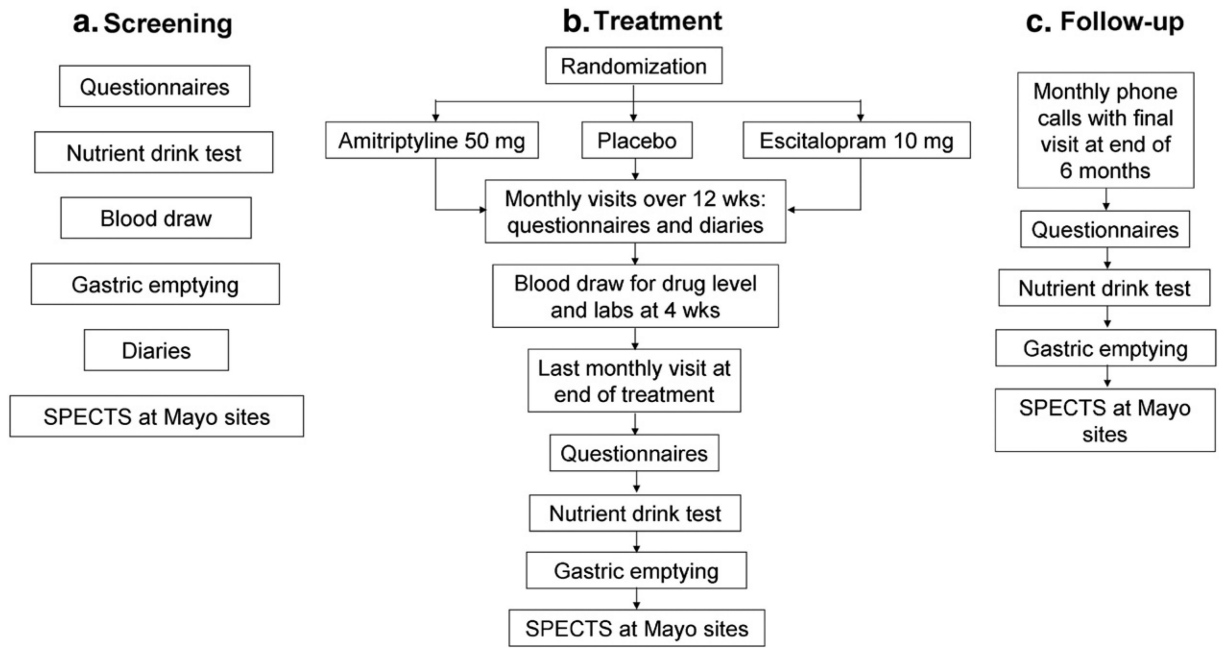 a. Screening
Questionnaires
Nutrient drink test
Blood draw
Gastric emptying
Diaries
SPECTS at Mayo sites
b. Treatment
Randomization
Amitriptyline 50 mg
Placebo
Escitalopram 10 mg
Monthly visits over 12 wks:
questionnaires and diaries
Blood draw for drug level
and labs at 4 wks
Last monthly visit at
end of treatment
Questionnaires
Nutrient drink test
Gastric emptying
SPECTS at Mayo sites
c. Follow-up
Monthly phone
calls with final
visit at end of
6 months
Questionnaires
Nutrient drink test
Gastric emptying
SPECTS at Mayo
sites